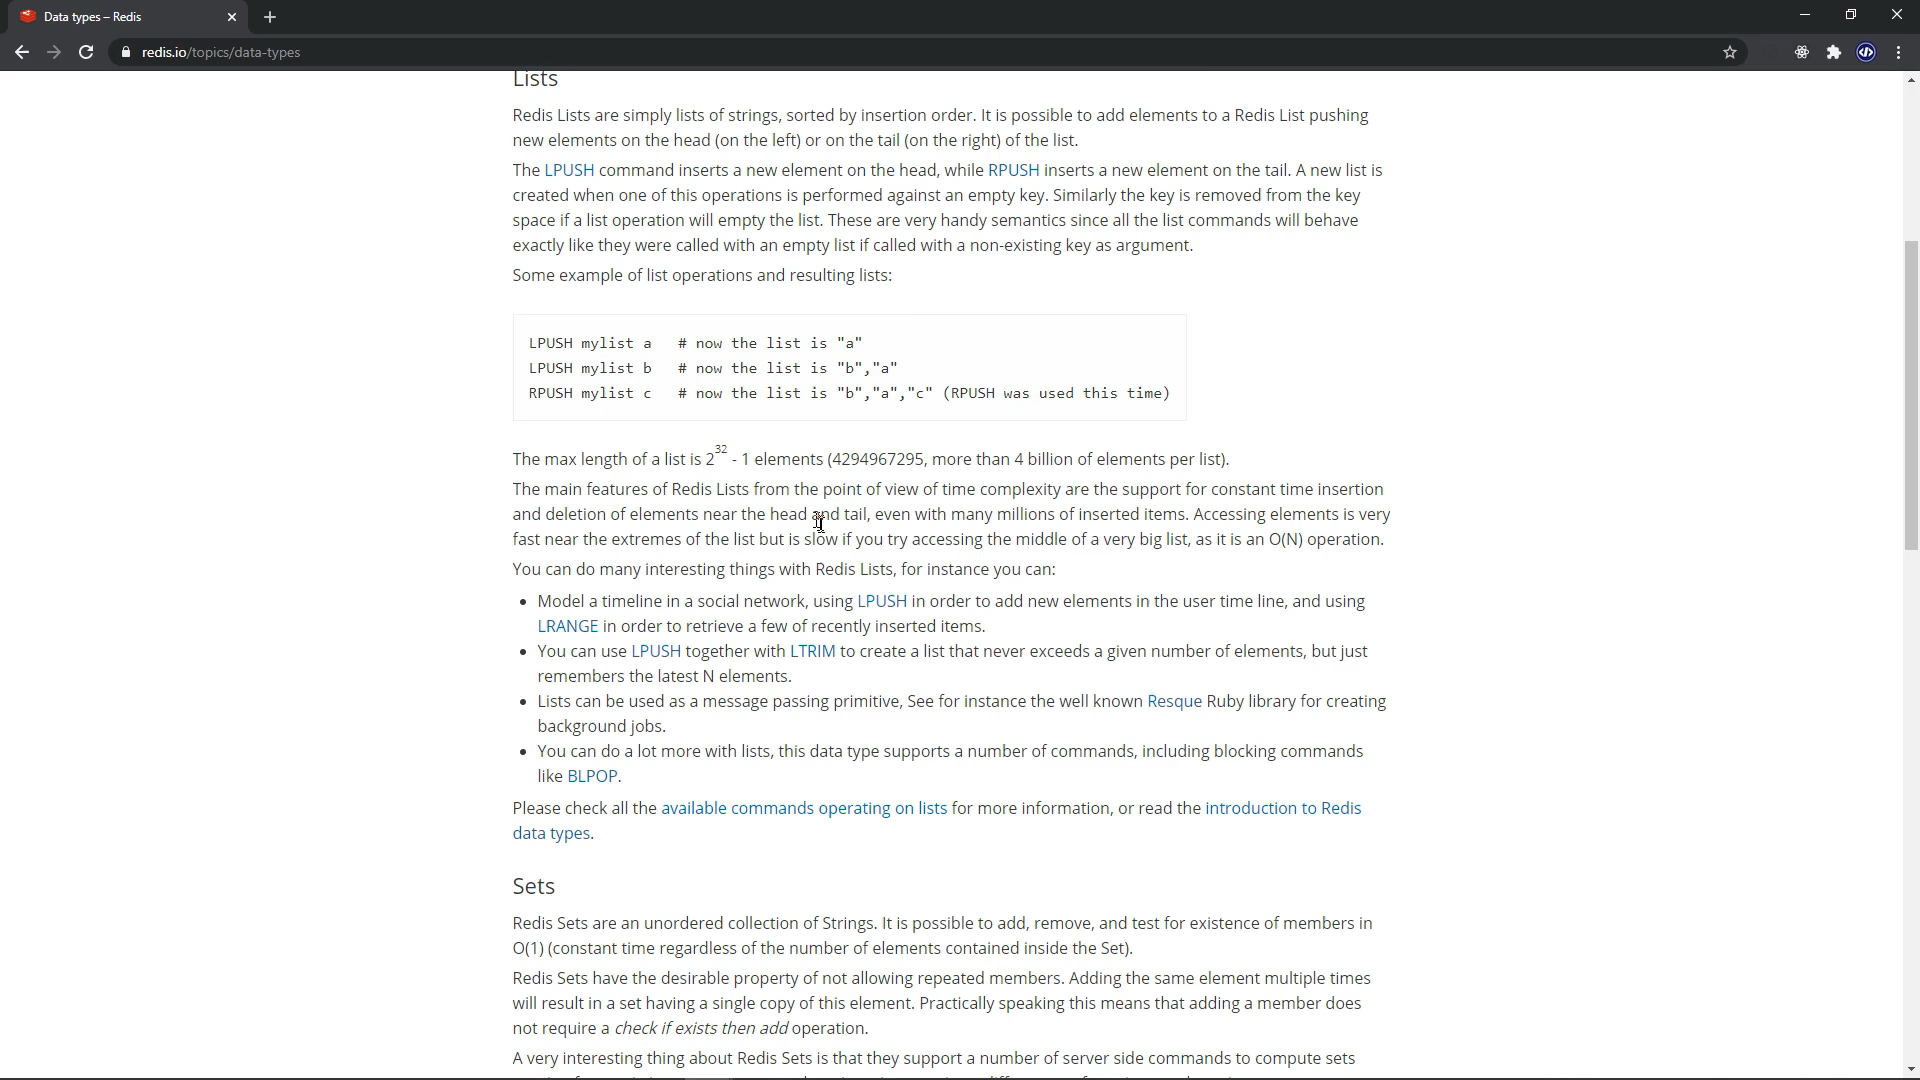 Data types – Redis
redis.io/topics/data-types
Lists
Redis Lists are simply lists of strings, sorted by insertion order. It is possible to add elements to a Redis List pushing
new elements on the head (on the left) or on the tail (on the right) of the list.
The LPUSH command inserts a new element on the head, while RPUSH inserts a new element on the tail. A new list is
created when one of this operations is performed against an empty key. Similarly the key is removed from the key
space if a list operation will empty the list. These are very handy semantics since all the list commands will behave
exactly like they were called with an empty list if called with a non-existing key as argument.
Some example of list operations and resulting lists:
LPUSH mylist a   # now the list is "a"
LPUSH mylist b   # now the list is "b","a"
RPUSH mylist c   # now the list is "b","a","c" (RPUSH was used this time)
The max length of a list is 2^32 - 1 elements (4294967295, more than 4 billion of elements per list).
The main features of Redis Lists from the point of view of time complexity are the support for constant time insertion
and deletion of elements near the head and tail, even with many millions of inserted items. Accessing elements is very
fast near the extremes of the list but is slow if you try accessing the middle of a very big list, as it is an O(N) operation.
You can do many interesting things with Redis Lists, for instance you can:
• Model a timeline in a social network, using LPUSH in order to add new elements in the user time line, and using
LRANGE in order to retrieve a few of recently inserted items.
• You can use LPUSH together with LTRIM to create a list that never exceeds a given number of elements, but just
remembers the latest N elements.
• Lists can be used as a message passing primitive, See for instance the well known Resque Ruby library for creating
background jobs.
• You can do a lot more with lists, this data type supports a number of commands, including blocking commands
like BLPOP.
Please check all the available commands operating on lists for more information, or read the introduction to Redis
data types.
Sets
Redis Sets are an unordered collection of Strings. It is possible to add, remove, and test for existence of members in
O(1) (constant time regardless of the number of elements contained inside the Set).
Redis Sets have the desirable property of not allowing repeated members. Adding the same element multiple times
will result in a set having a single copy of this element. Practically speaking this means that adding a member does
not require a check if exists then add operation.
A very interesting thing about Redis Sets is that they support a number of server side commands to compute sets